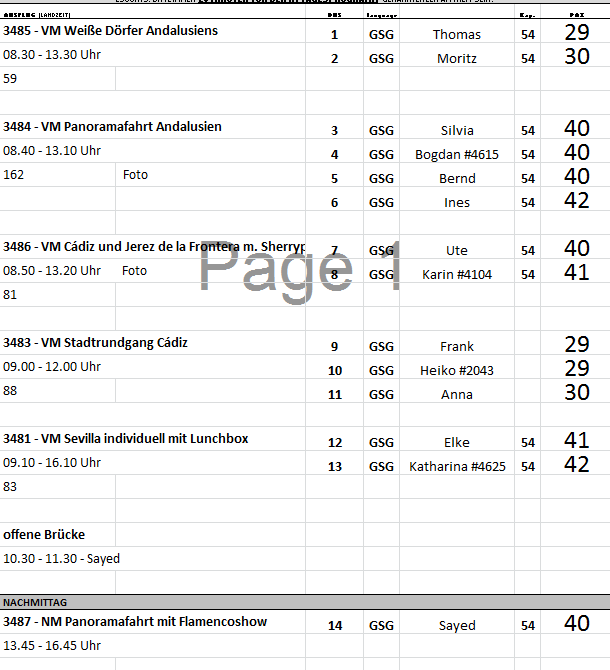 AUSFLUG (LANDZEIT) BUS Language Kap. PAX
3485 - VM Weiße Dörfer Andalusiens 1 GSG Thomas 54 29
08.30 - 13.30 Uhr 2 GSG Moritz 54 30
59
3484 - VM Panoramafahrt Andalusien 3 GSG Silvia 54 40
08.40 - 13.10 Uhr 4 GSG Bogdan #4615 54 40
162 Foto 5 GSG Bernd 54 40
6 GSG Ines 54 42
3486 - VM Cádiz und Jerez de la Frontera m. Sherryp 7 GSG Ute 54 40
08.50 - 13.20 Uhr Foto 8 GSG Karin #4104 54 41
Page 1
81
3483 - VM Stadtrundgang Cádiz 9 GSG Frank 29
09.00 - 12.00 Uhr 10 GSG Heiko #2043 29
88 11 GSG Anna 30
3481 - VM Sevilla individuell mit Lunchbox 12 GSG Elke 54 41
09.10 - 16.10 Uhr 13 GSG Katharina #4625 54 42
83
offene Brücke
10.30 - 11.30 - Sayed
NACHMITTAG
3487 - NM Panoramafahrt mit Flamencoshow 14 GSG Sayed 54 40
13.45 - 16.45 Uhr